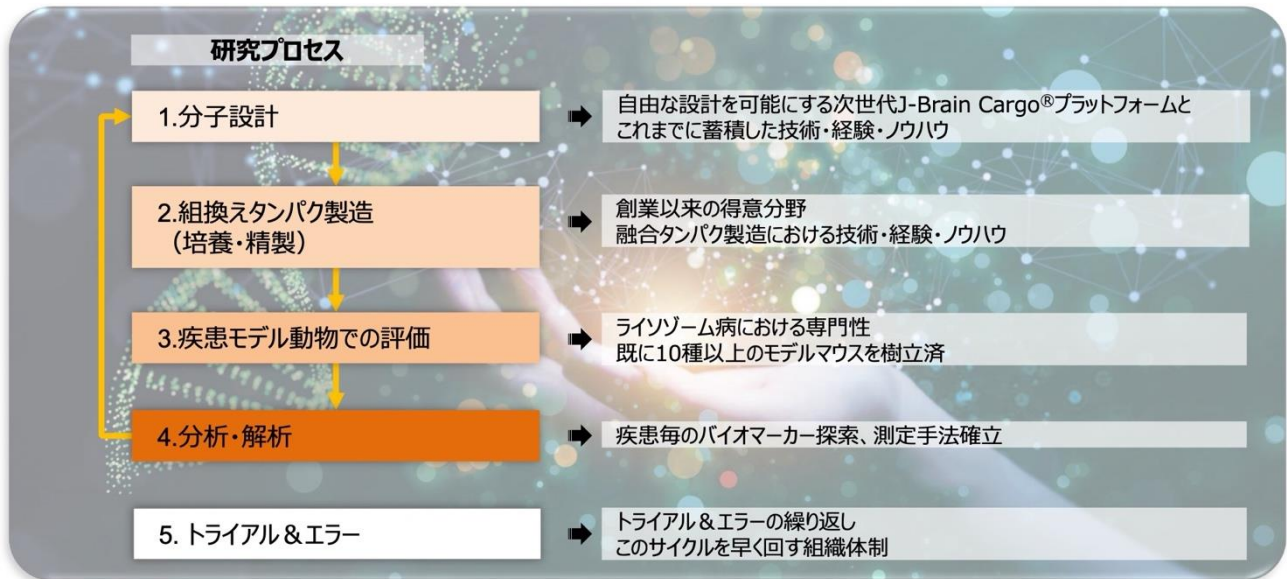 研究プロセス
1.分子設計
自由な設計を可能にする次世代J-Brain Cargo®プラットフォームと
これまでに蓄積した技術・経験・ノウハウ
2.組換えタンパク製造
（培養・精製）
創業以来の得意分野
融合タンパク製造における技術・経験・ノウハウ
3.疾患モデル動物での評価
ライソゾーム病における専門性
既に10種以上のモデルマウスを樹立済
4.分析・解析
疾患毎のバイオマーカー探索、測定手法確立
5. トライアル＆エラー
トライアル＆エラーの繰り返し
このサイクルを早く回す組織体制